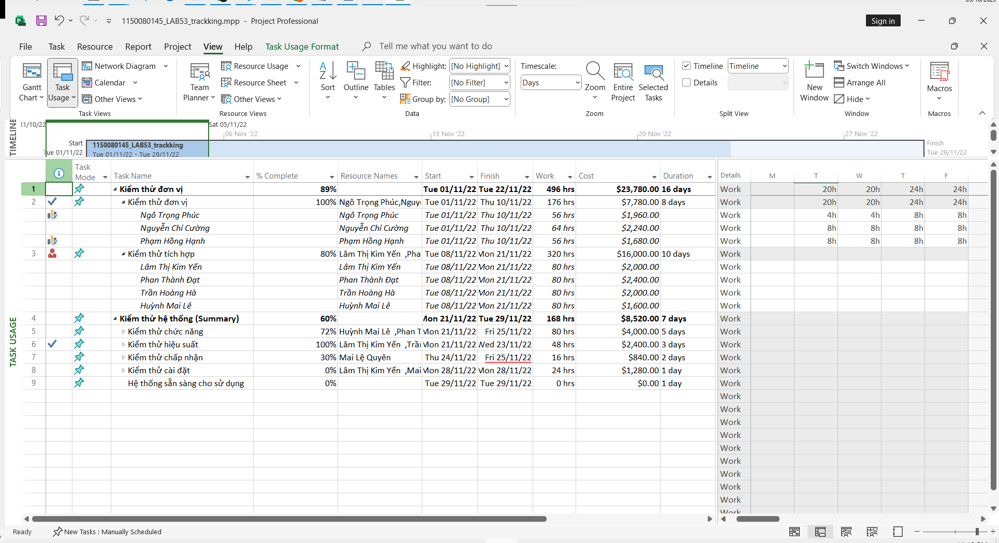 1150080145_LAB53_trackking.mpp - Project Professional
Sign in
File Task Resource Report Project View Help Task Usage Format Tell me what you want to do
Gantt Chart
Task Usage
Network Diagram
Calendar
Other Views
Task Views
Team Planner
Resource Usage
Resource Sheet
Other Views
Resource Views
Sort
Outline
Tables
Highlight: [No Highlight]
Filter: [No Filter]
Group by: [No Group]
Data
Timescale:
Days
Zoom
Entire Project
Selected Tasks
Zoom
Timeline Timeline
Details
Split View
New Window
Switch Windows
Arrange All
Hide
Window
Macros
Macros
TIMELINE
31/10/22 Sat 05/11/22
06 Nov '22 13 Nov '22 20 Nov '22 27 Nov '22
Start
Tue 01/11/22
1150080145_LAB53_trackking
Tue 01/11/22 - Tue 29/11/22
Finish
Tue 29/11/22
TASK USAGE
Task Mode Task Name % Complete Resource Names Start Finish Work Cost Duration Details M T W T F
1 Kiểm thử đơn vị 89% Tue 01/11/22 Tue 22/11/22 496 hrs $23,780.00 16 days Work 20h 20h 24h 24h
2 Kiểm thử đơn vị 100% Ngô Trọng Phúc,Nguy Tue 01/11/22 Thu 10/11/22 176 hrs $7,780.00 8 days Work 20h 20h 24h 24h
Ngô Trọng Phúc Ngô Trọng Phúc Tue 01/11/22 Thu 10/11/22 56 hrs $1,960.00 Work 4h 4h 8h 8h
Nguyễn Chí Cường Nguyễn Chí Cường Tue 01/11/22 Thu 10/11/22 64 hrs $2,240.00 Work 8h 8h 8h 8h
Phạm Hồng Hạnh Phạm Hồng Hạnh Tue 01/11/22 Thu 10/11/22 56 hrs $1,680.00 Work 8h 8h 8h 8h
3 Kiểm thử tích hợp 80% Lâm Thị Kim Yến ,Pha Tue 08/11/22 Mon 21/11/22 320 hrs $16,000.00 10 days Work
Lâm Thị Kim Yến Lâm Thị Kim Yến Tue 08/11/22 Mon 21/11/22 80 hrs $2,000.00 Work
Phan Thành Đạt Phan Thành Đạt Tue 08/11/22 Mon 21/11/22 80 hrs $2,400.00 Work
Trần Hoàng Hà Trần Hoàng Hà Tue 08/11/22 Mon 21/11/22 80 hrs $2,000.00 Work
Huỳnh Mai Lê Huỳnh Mai Lê Tue 08/11/22 Mon 21/11/22 80 hrs $1,600.00 Work
4 Kiểm thử hệ thống (Summary) 60% Mon 21/11/22 Tue 29/11/22 168 hrs $8,520.00 7 days Work
5 Kiểm thử chức năng 72% Huỳnh Mai Lê ,Phan T Mon 21/11/22 Fri 25/11/22 80 hrs $4,000.00 5 days Work
6 Kiểm thử hiệu suất 100% Lâm Thị Kim Yến ,Trầ Mon 21/11/22 Wed 23/11/22 48 hrs $2,400.00 3 days Work
7 Kiểm thử chấp nhận 30% Mai Lệ Quyên Thu 24/11/22 Fri 25/11/22 16 hrs $840.00 2 days Work
8 Kiểm thử cài đặt 0% Lâm Thị Kim Yến ,Mai Mon 28/11/22 Mon 28/11/22 24 hrs $1,280.00 1 day Work
9 Hệ thống sẵn sàng cho sử dụng 0% Tue 29/11/22 Tue 29/11/22 0 hrs $0.00 1 day Work
Work
Work
Work
Work
Work
Work
Work
Work
Work
Work
Ready New Tasks : Manually Scheduled